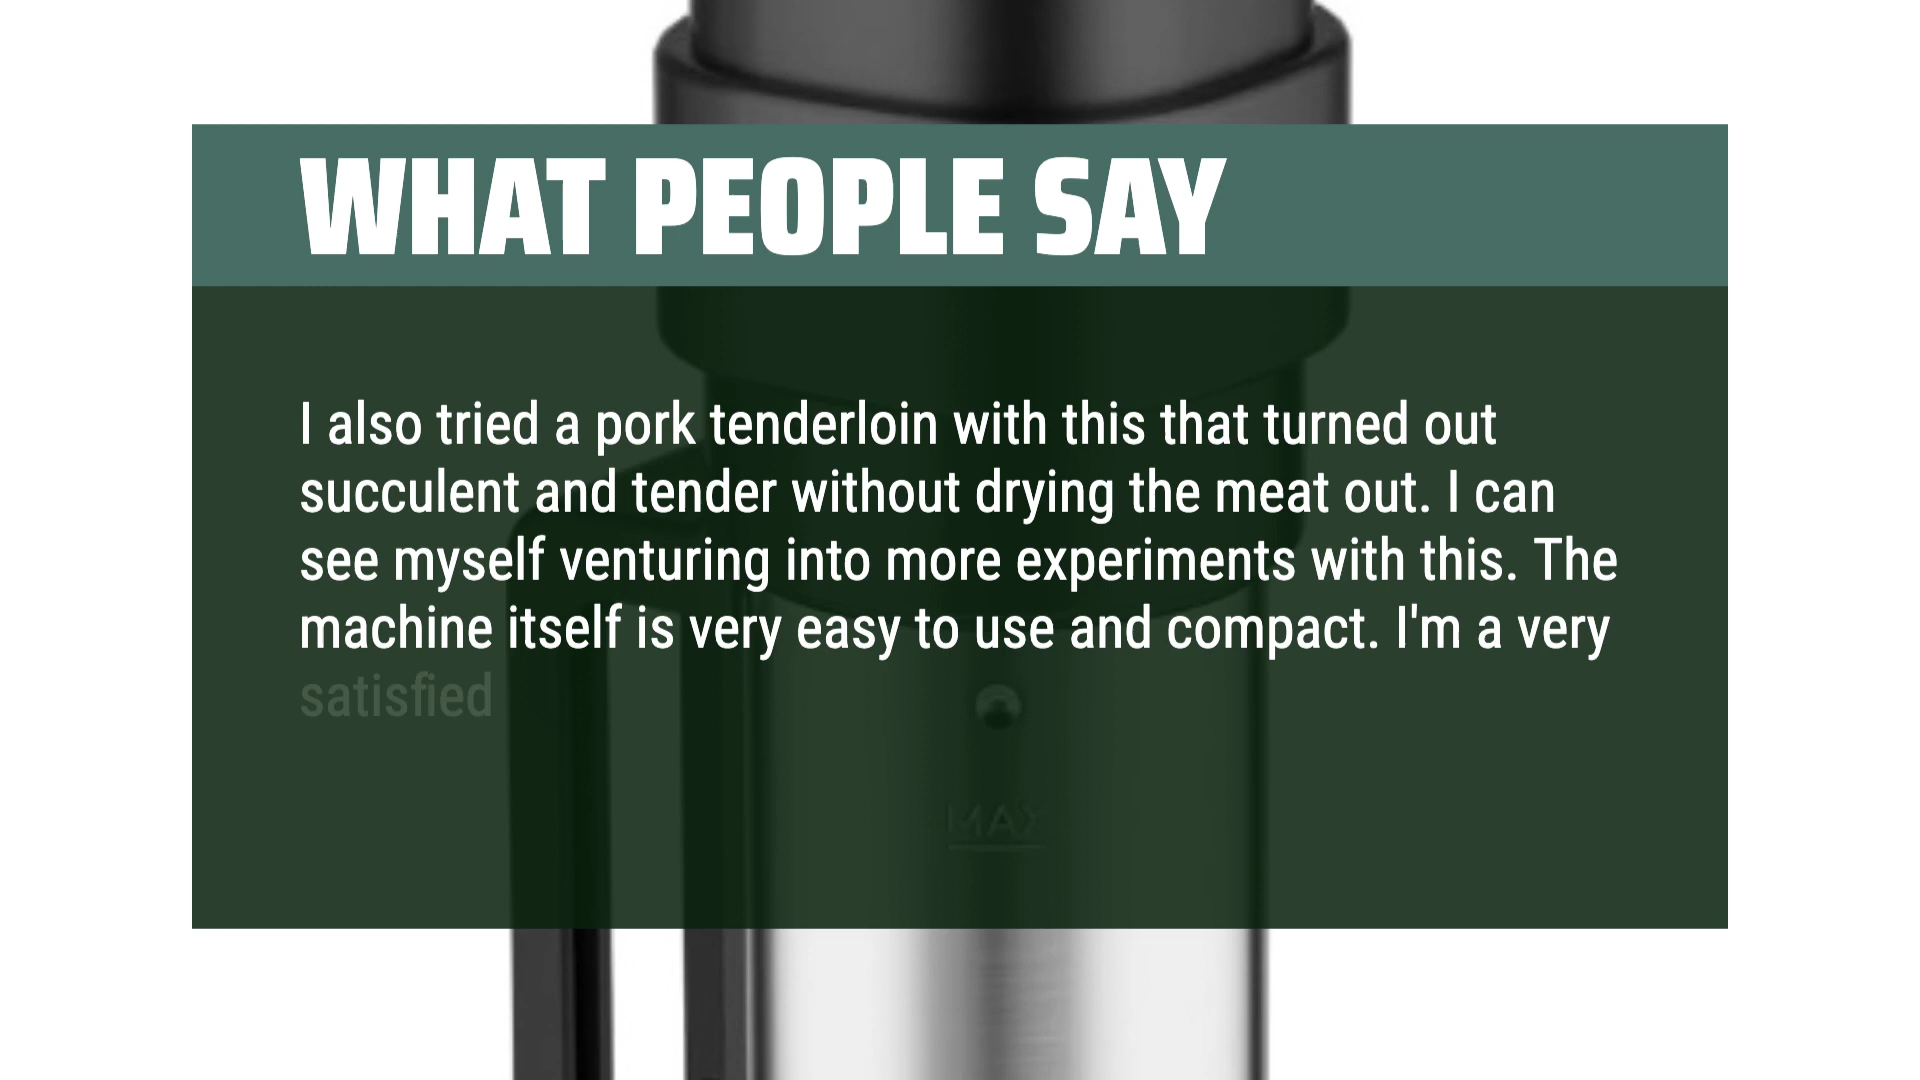 WHAT PEOPLE SAY
I also tried a pork tenderloin with this that turned out
succulent and tender without drying the meat out. I can
see myself venturing into more experiments with this. The
machine itself is very easy to use and compact. I'm a very
satisfied
MAX